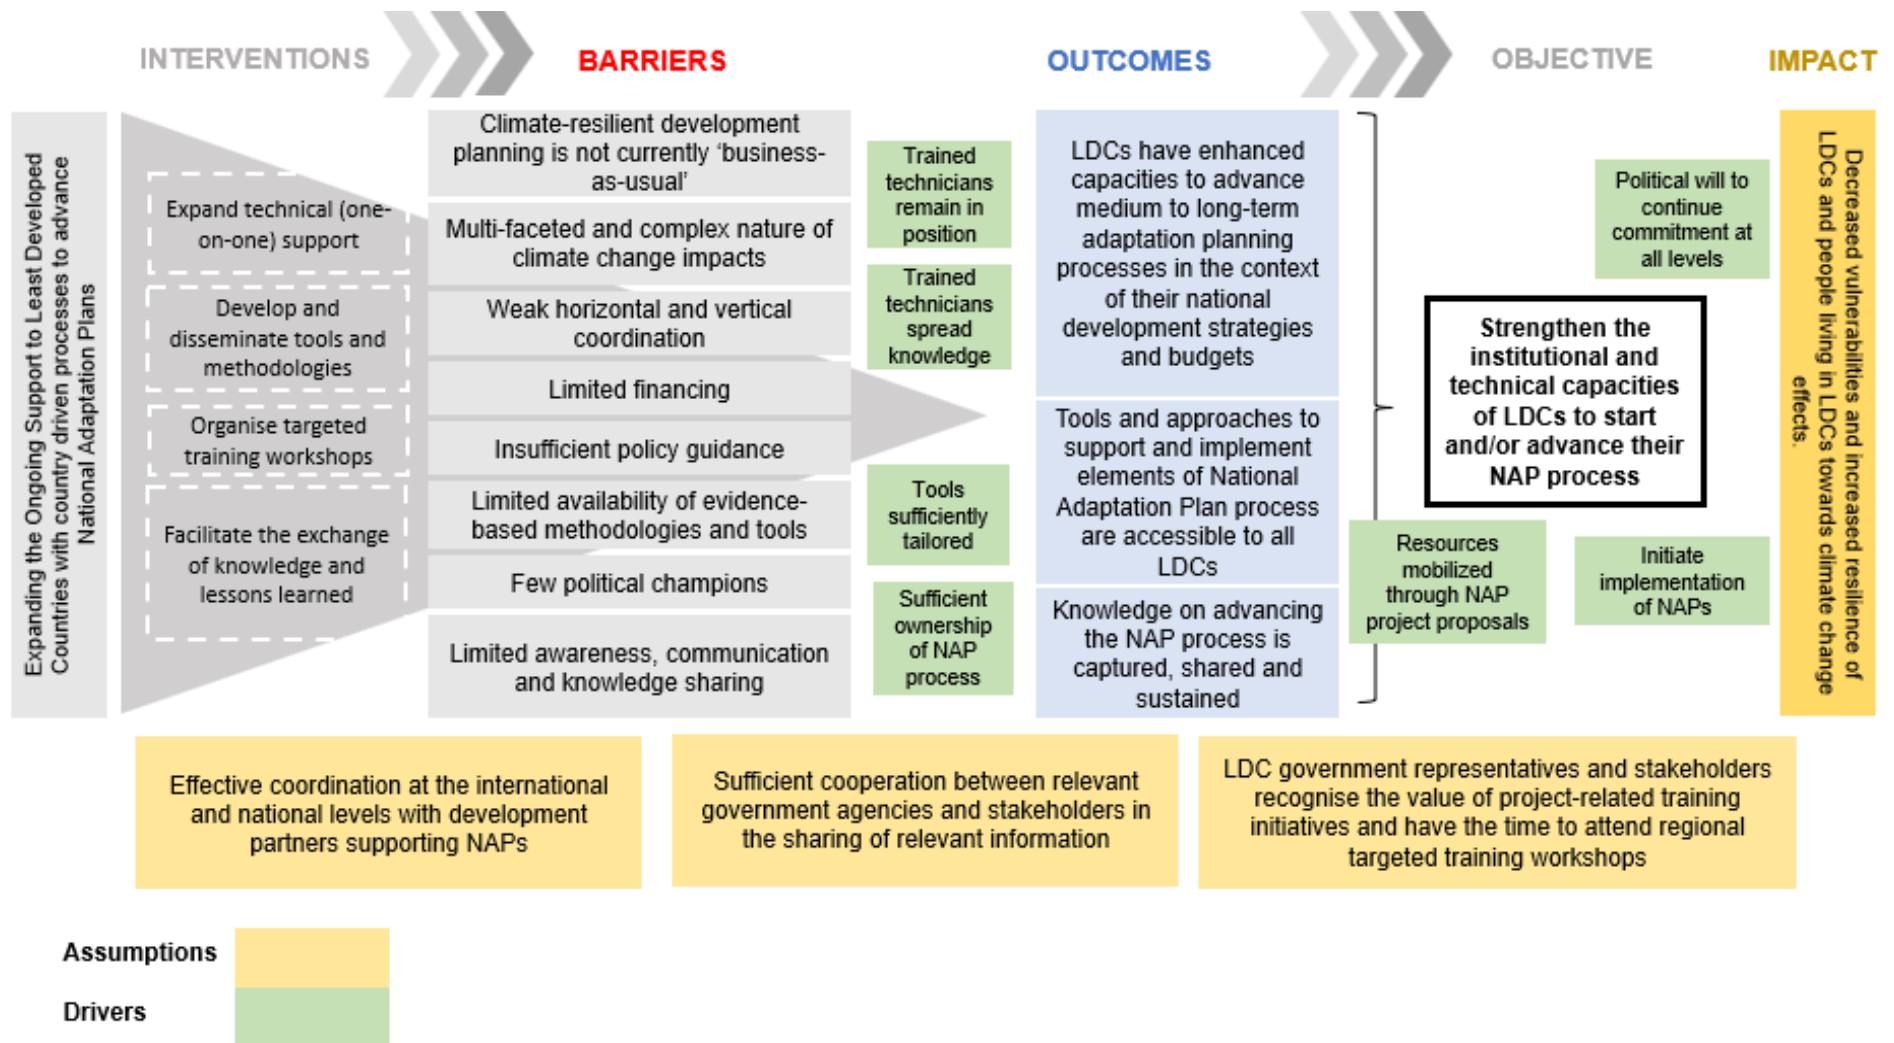 INTERVENTIONS
BARRIERS
OUTCOMES
OBJECTIVE
IMPACT
Expanding the Ongoing Support to Least Developed
Countries with country driven processes to advance
National Adaptation Plans
Expand technical (one-
on-one) support
Develop and
disseminate tools and
methodologies
Organise targeted
training workshops
Facilitate the exchange
of knowledge and
lessons learned
Climate-resilient development
planning is not currently ‘business-
as-usual’
Multi-faceted and complex nature of
climate change impacts
Weak horizontal and vertical
coordination
Limited financing
Insufficient policy guidance
Limited availability of evidence-
based methodologies and tools
Few political champions
Limited awareness, communication
and knowledge sharing
Trained
technicians
remain in
position
Trained
technicians
spread
knowledge
Tools
sufficiently
tailored
Sufficient
ownership
of NAP
process
LDCs have enhanced
capacities to advance
medium to long-term
adaptation planning
processes in the context
of their national
development strategies
and budgets
Tools and approaches to
support and implement
elements of National
Adaptation Plan process
are accessible to all
LDCs
Knowledge on advancing
the NAP process is
captured, shared and
sustained
Political will to
continue
commitment at
all levels
Strengthen the
institutional and
technical capacities
of LDCs to start
and/or advance their
NAP process
Resources
mobilized
through NAP
project proposals
Initiate
implementation
of NAPs
Decreased vulnerabilities and increased resilience of
LDCs and people living in LDCs towards climate change
effects.
Effective coordination at the international
and national levels with development
partners supporting NAPs
Sufficient cooperation between relevant
government agencies and stakeholders in
the sharing of relevant information
LDC government representatives and stakeholders
recognise the value of project-related training
initiatives and have the time to attend regional
targeted training workshops
Assumptions
Drivers